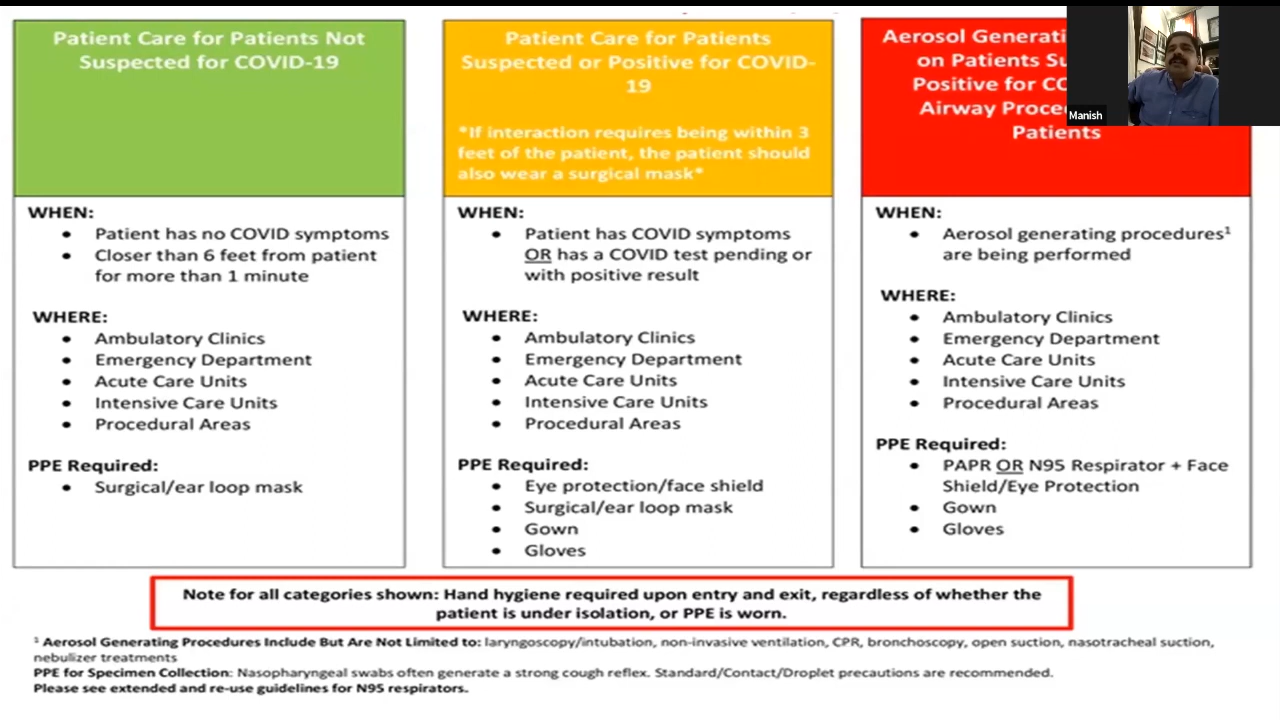 Patient Care for Patients Not
Suspected for COVID-19
WHEN:
• Patient has no COVID symptoms
• Closer than 6 feet from patient
for more than 1 minute
WHERE:
• Ambulatory Clinics
• Emergency Department
• Acute Care Units
• Intensive Care Units
• Procedural Areas
PPE Required:
• Surgical/ear loop mask
Patient Care for Patients
Suspected or Positive for COVID-
19
*If interaction requires being within 3
feet of the patient, the patient should
also wear a surgical mask*
WHEN:
• Patient has COVID symptoms
OR has a COVID test pending or
with positive result
WHERE:
• Ambulatory Clinics
• Emergency Department
• Acute Care Units
• Intensive Care Units
• Procedural Areas
PPE Required:
• Eye protection/face shield
• Surgical/ear loop mask
• Gown
• Gloves
Aerosol
on Patients
Positive for
Airway
Patients
Manish
WHEN:
• Aerosol generating procedures¹
are being performed
WHERE:
• Ambulatory Clinics
• Emergency Department
• Acute Care Units
• Intensive Care Units
• Procedural Areas
PPE Required:
• PAPR OR N95 Respirator + Face
Shield/Eye Protection
• Gown
• Gloves
Note for all categories shown: Hand hygiene required upon entry and exit, regardless of whether the
patient is under isolation, or PPE is worn.
¹ Aerosol Generating Procedures Include But Are Not Limited to: laryngoscopy/intubation, non-invasive ventilation, CPR, bronchoscopy, open suction, nasotracheal suction,
nebulizer treatments
PPE for Specimen Collection: Nasopharyngeal swabs often generate a strong cough reflex. Standard/Contact/Droplet precautions are recommended.
Please see extended and re-use guidelines for N95 respirators.